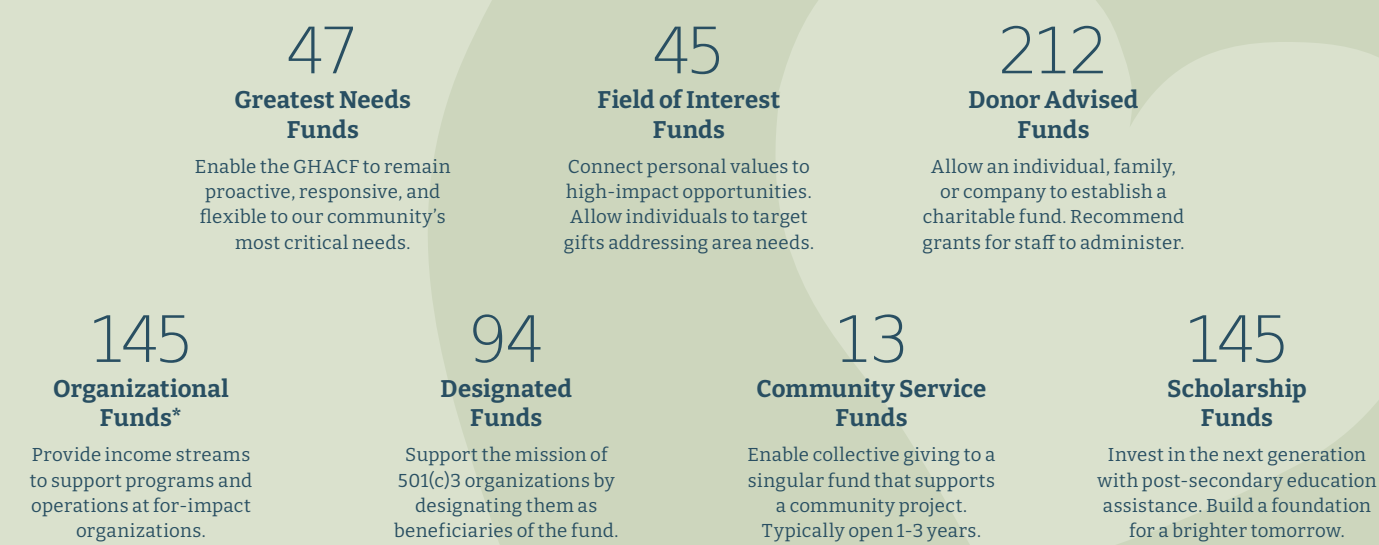 47
Greatest Needs
Funds
Enable the GHACF to remain
proactive, responsive, and
flexible to our community’s
most critical needs.
45
Field of Interest
Funds
Connect personal values to
high-impact opportunities.
Allow individuals to target
gifts addressing area needs.
212
Donor Advised
Funds
Allow an individual, family,
or company to establish a
charitable fund. Recommend
grants for staff to administer.
145
Organizational
Funds*
Provide income streams
to support programs and
operations at for-impact
organizations.
94
Designated
Funds
Support the mission of
501(c)3 organizations by
designating them as
beneficiaries of the fund.
13
Community Service
Funds
Enable collective giving to a
singular fund that supports
a community project.
Typically open 1-3 years.
145
Scholarship
Funds
Invest in the next generation
with post-secondary education
assistance. Build a foundation
for a brighter tomorrow.